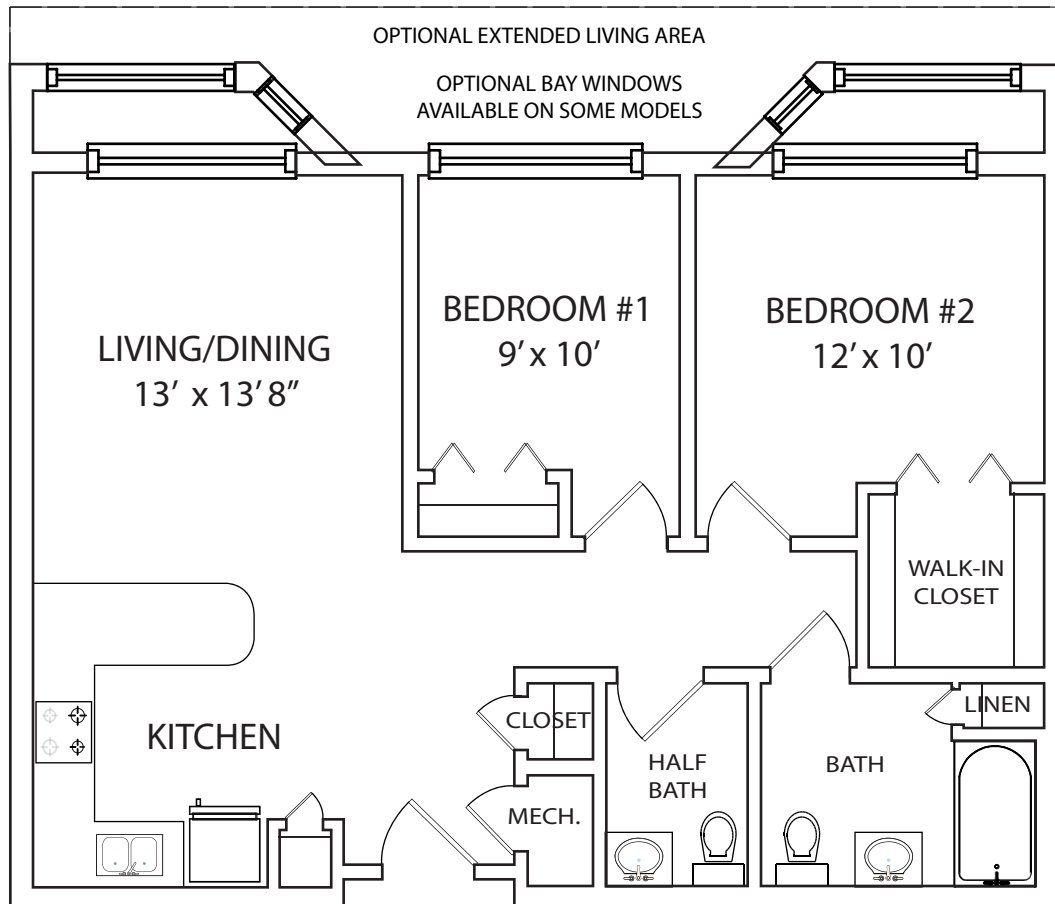 OPTIONAL EXTENDED LIVING AREA
OPTIONAL BAY WINDOWS
AVAILABLE ON SOME MODELS
LIVING/DINING
13’ x 13’ 8”
BEDROOM #1
9’ x 10’
BEDROOM #2
12’ x 10’
WALK-IN
CLOSET
KITCHEN
CLOSET
MECH.
HALF
BATH
BATH
LINEN